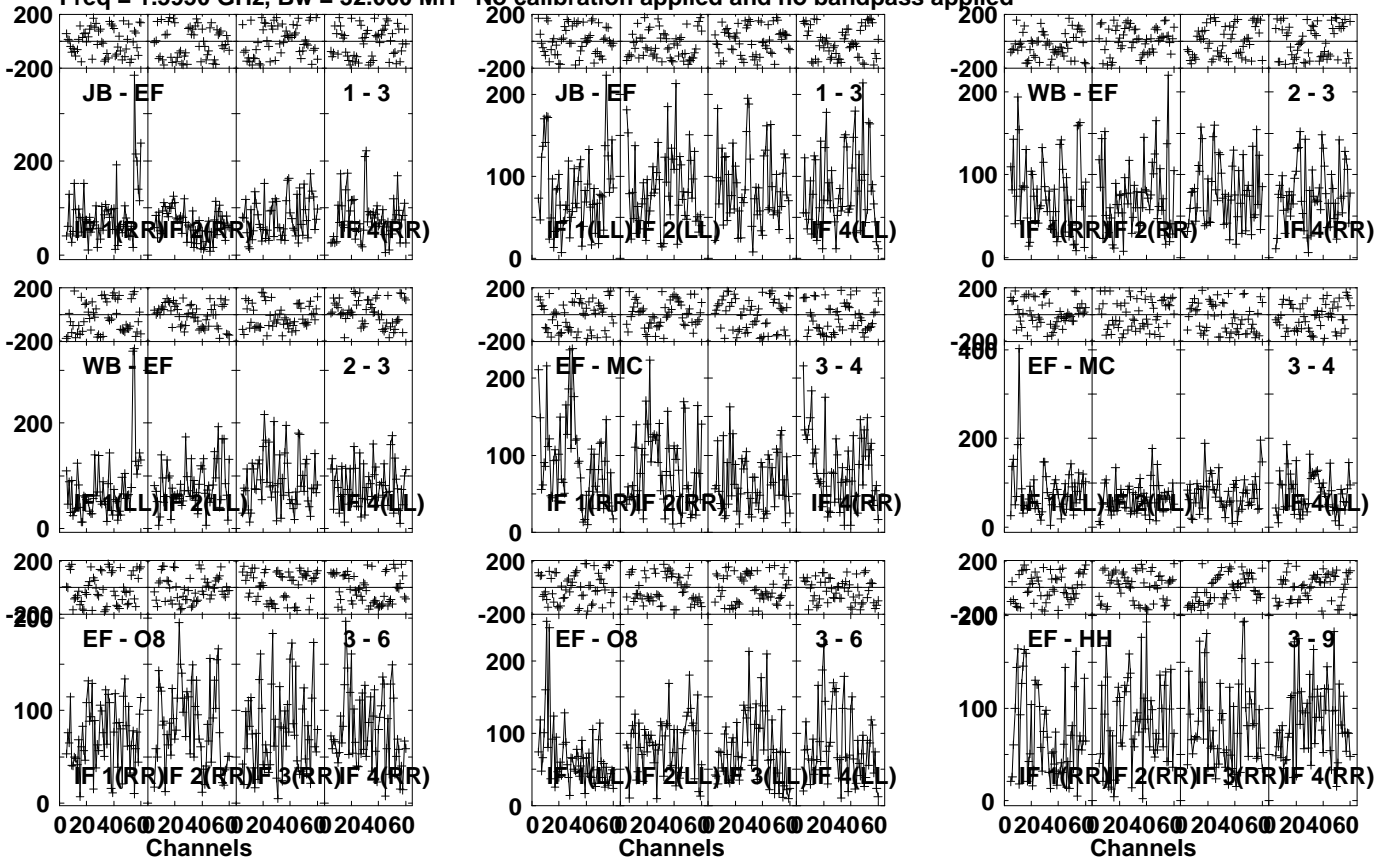 Freq = GHz, Bw = MH No calibration applied and no bandpass applied
200
-200
JB - EF 1 - 3
200
0
IF 1(RR) IF 2(RR) IF 4(RR)
JB - EF 1 - 3
200
100
0
IF 1(LL) IF 2(LL) IF 4(LL)
200
-200
WB - EF 2 - 3
200
100
0
IF 1(RR) IF 2(RR) IF 4(RR)
200
-200
WB - EF 2 - 3
200
0
IF 1(LL) IF 2(LL) IF 4(LL)
200
-200
EF - MC 3 - 4
200
100
0
IF 1(RR) IF 2(RR) IF 4(RR)
200
-200
400
EF - MC 3 - 4
200
0
IF 1(LL) IF 2(LL) IF 4(LL)
200
-200
200
EF - O8 3 - 6
100
0
IF 1(RR) IF 2(RR) IF 3(RR) IF 4(RR)
0 20 40 60 0 20 40 60 0 20 40 60 0 20 40 60
Channels
200
-200
EF - O8 3 - 6
200
100
0
IF 1(LL) IF 2(LL) IF 3(LL) IF 4(LL)
0 20 40 60 0 20 40 60 0 20 40 60 0 20 40 60
Channels
200
-200
200
EF - HH 3 - 9
100
0
IF 1(RR) IF 2(RR) IF 3(RR) IF 4(RR)
0 20 40 60 0 20 40 60 0 20 40 60 0 20 40 60
Channels